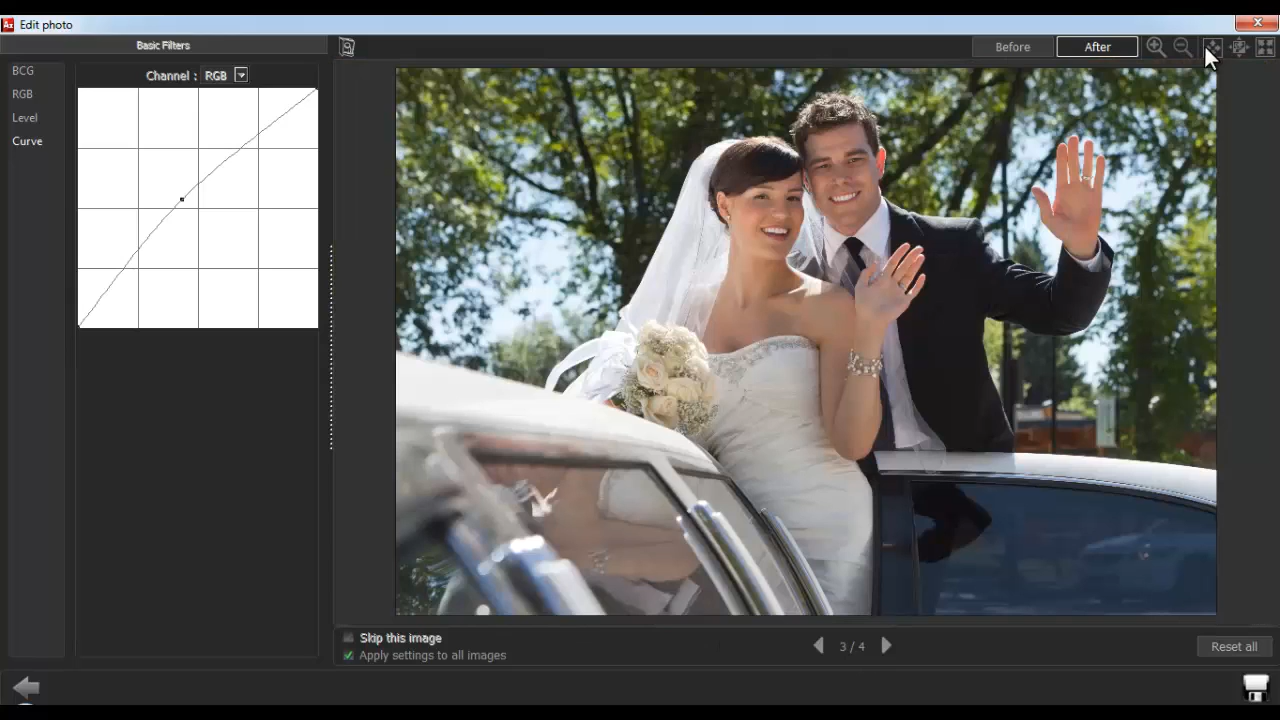 Az Edit photo
Basic Filters
Before
After
BCG
RGB
Level
Curve
Channel : RGB
Skip this image
Apply settings to all images
3 / 4
Reset all